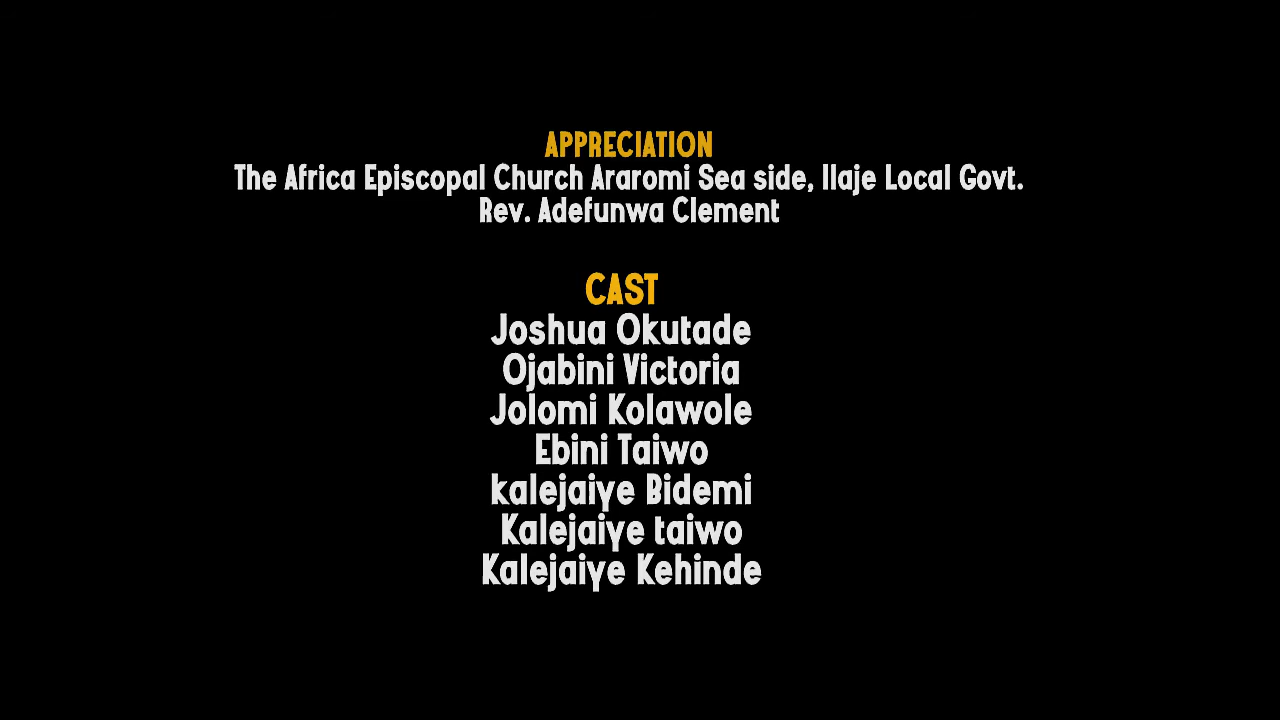 APPRECIATION
The Africa Episcopal Church Araromi Sea side, Ilaje Local Govt.
Rev. Adefunwa Clement
CAST
Joshua Okutade
Ojabini Victoria
Jolomi Kolawole
Ebini Taiwo
kalejaiye Bidemi
Kalejaiye taiwo
Kalejaiye Kehinde